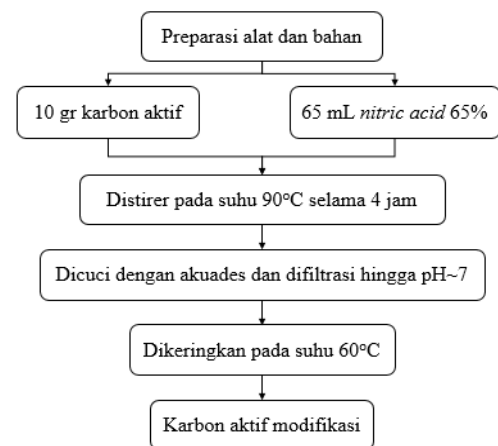 Preparasi alat dan bahan
10 gr karbon aktif
65 mL nitric acid 65%
Distirer pada suhu 90°C selama 4 jam
Dicuci dengan akuades dan difiltrasi hingga pH~7
Dikeringkan pada suhu 60°C
Karbon aktif modifikasi